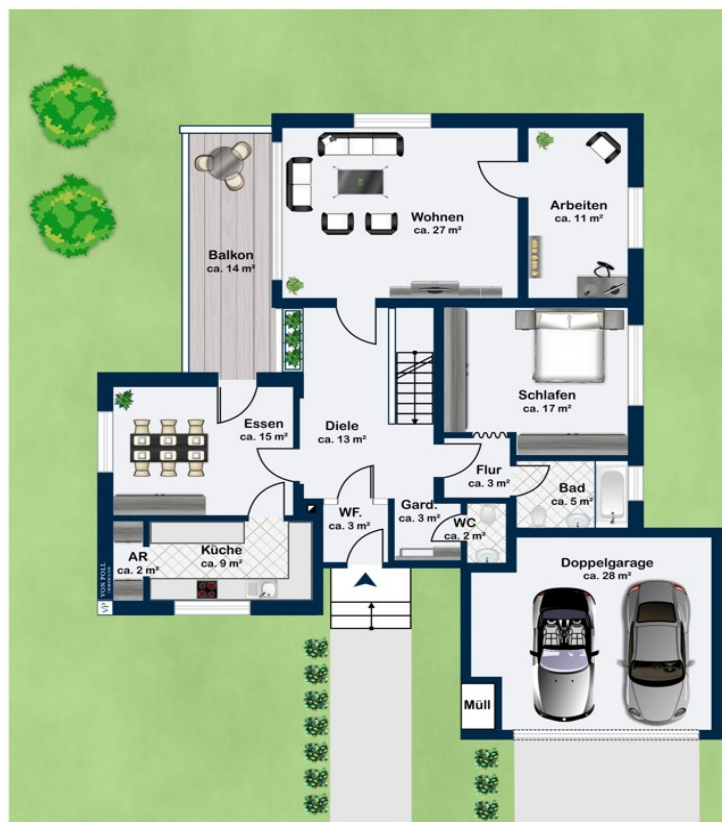 Wohnen
ca. 27 m²
Arbeiten
ca. 11 m²
Balkon
ca. 14 m²
Schlafen
ca. 17 m²
Essen
ca. 15 m²
Diele
ca. 13 m²
Flur
ca. 3 m²
Bad
ca. 5 m²
WF.
ca. 3 m²
Gard.
ca. 3 m²
WC
ca. 2 m²
AR
ca. 2 m²
Küche
ca. 9 m²
Doppelgarage
ca. 28 m²
Müll
VP
VON POLL
IMMOBILIEN